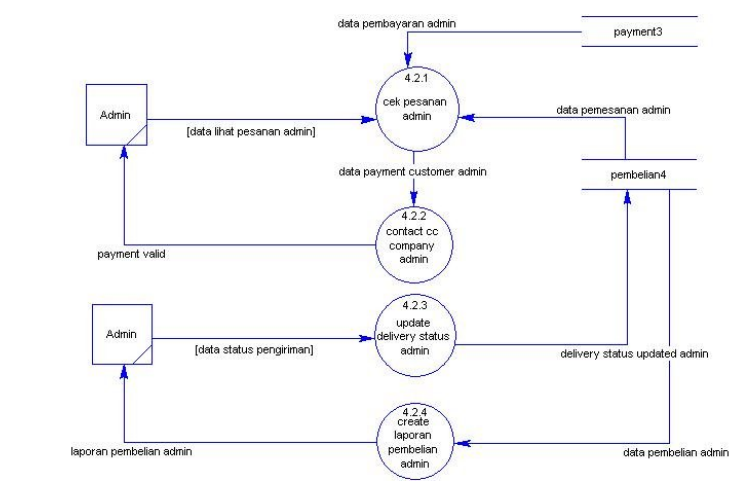 data pembayaran admin
payment3
4.2.1
cek pesanan
admin
Admin
[data lihat pesanan admin]
data pemesanan admin
data payment customer admin
pembelian4
4.2.2
contact cc
company
admin
payment valid
4.2.3
update
delivery status
admin
Admin
[data status pengiriman]
delivery status updated admin
4.2.4
create
laporan
pembelian
admin
laporan pembelian admin
data pembelian admin